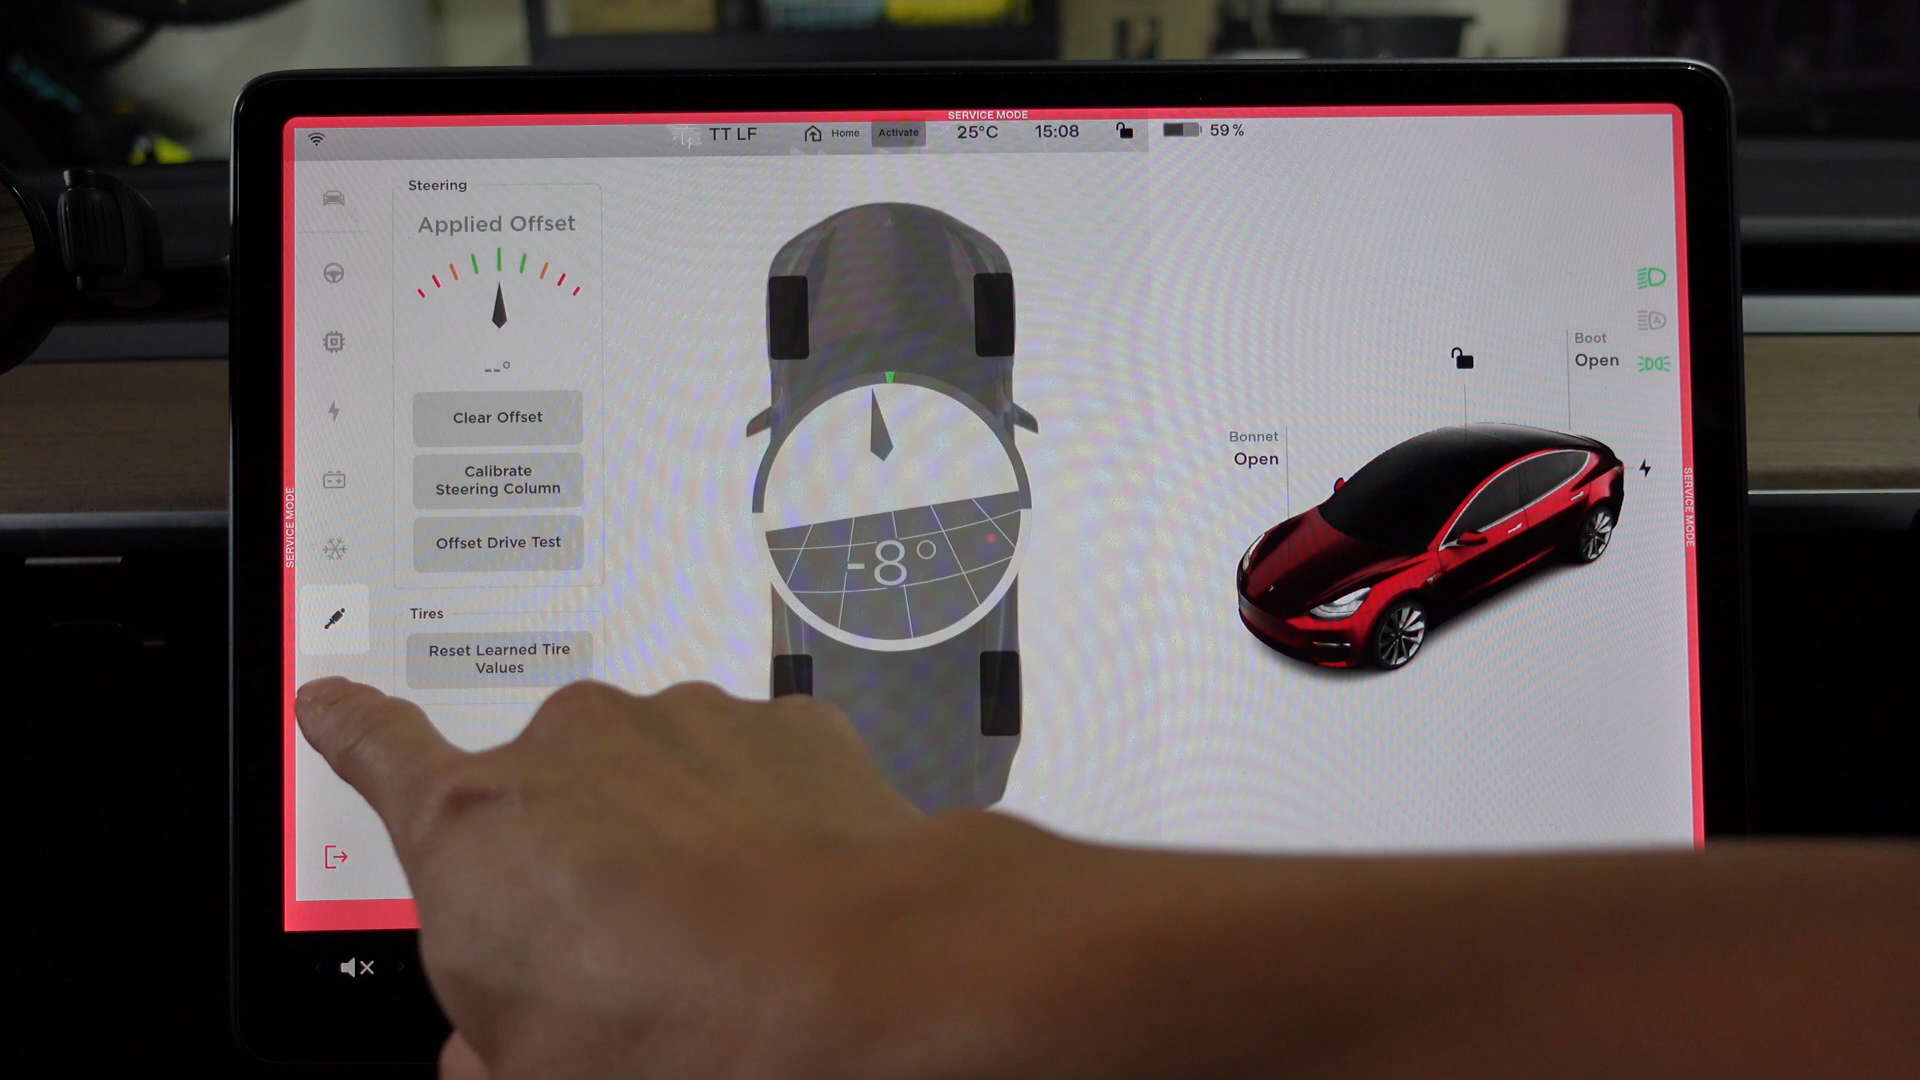 SERVICE MODE
TT LF
Home
Activate
25°C
15:08
59 %
Steering
Applied Offset
--°
Clear Offset
Calibrate
Steering Column
Offset Drive Test
Tires
Reset Learned Tire
Values
-8°
Bonnet
Open
Boot
Open
SERVICE MODE
SERVICE MODE